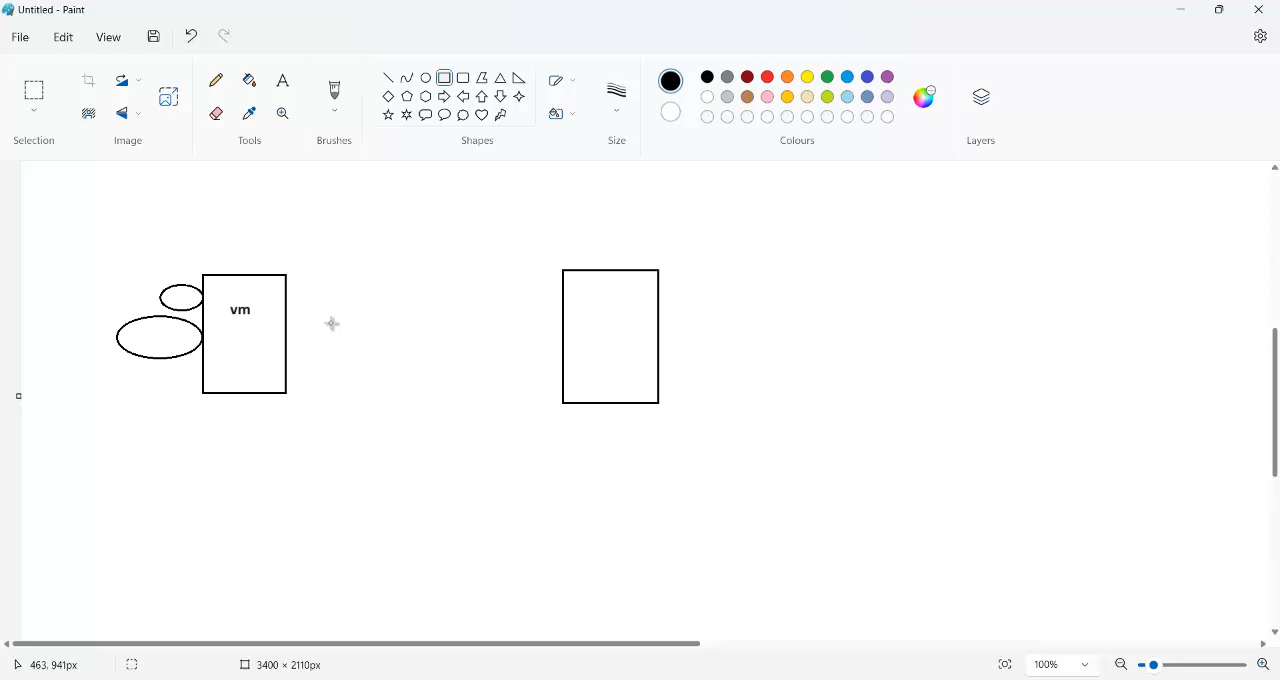 Untitled - Paint
File Edit View
Selection Image Tools Brushes Shapes Size Colours Layers
vm
463, 941px 3400 × 2110px 100%